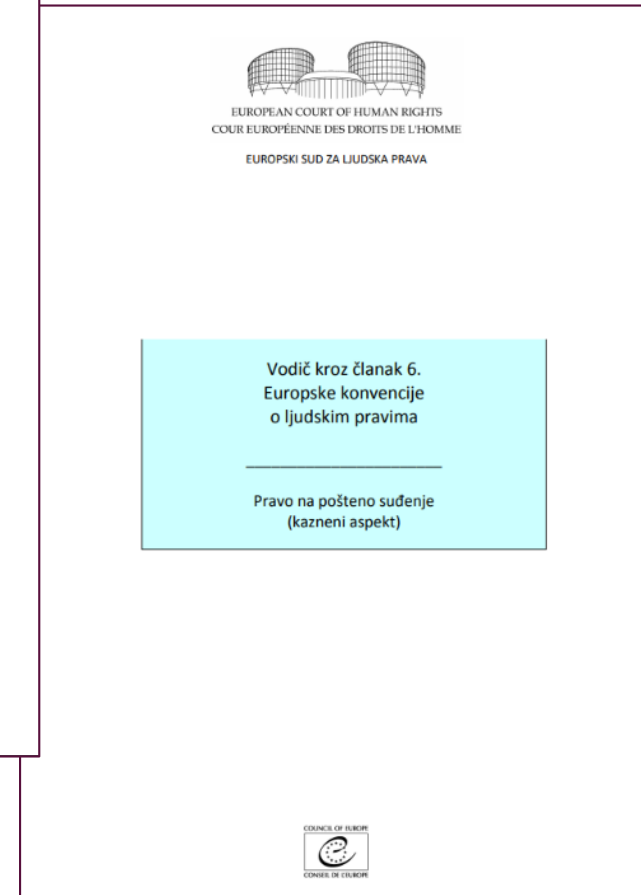 EUROPEAN COURT OF HUMAN RIGHTS
COUR EUROPÉENNE DES DROITS DE L'HOMME
EUROPSKI SUD ZA LJUDSKA PRAVA
Vodič kroz članak 6.
Europske konvencije
o ljudskim pravima
Pravo na pošteno suđenje
(kazneni aspekt)
COUNCIL OF EUROPE
CONSEIL DE L'EUROPE